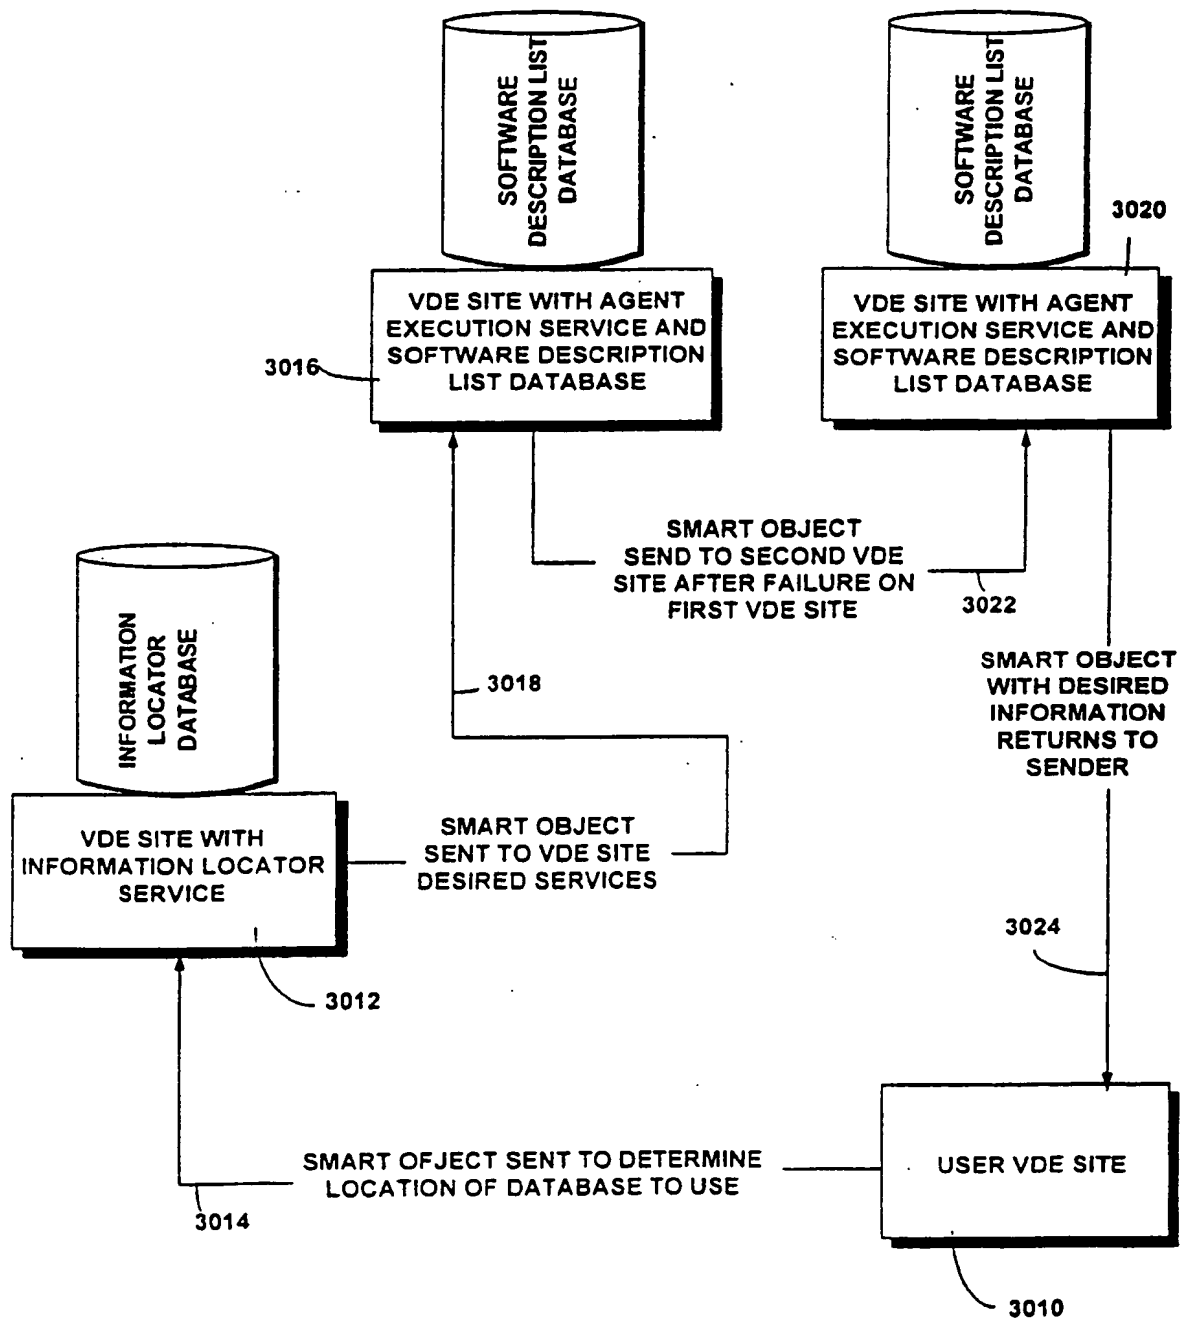 SOFTWARE
DESCRIPTION LIST
DATABASE
SOFTWARE
DESCRIPTION LIST
DATABASE
3020
VDE SITE WITH AGENT
EXECUTION SERVICE AND
SOFTWARE DESCRIPTION
LIST DATABASE
VDE SITE WITH AGENT
EXECUTION SERVICE AND
SOFTWARE DESCRIPTION
LIST DATABASE
3016
SMART OBJECT
SEND TO SECOND VDE
SITE AFTER FAILURE ON
FIRST VDE SITE
3022
INFORMATION
LOCATOR
DATABASE
3018
SMART OBJECT
WITH DESIRED
INFORMATION
RETURNS TO
SENDER
VDE SITE WITH
INFORMATION LOCATOR
SERVICE
SMART OBJECT
SENT TO VDE SITE
DESIRED SERVICES
3024
3012
SMART OFJECT SENT TO DETERMINE
LOCATION OF DATABASE TO USE
USER VDE SITE
3014
3010